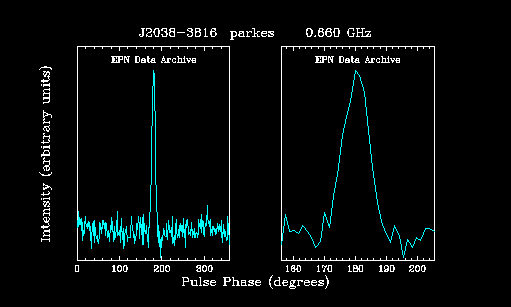 J2038-3816 parkes 0.660 GHz
EPN Data Archive EPN Data Archive
Intensity (arbitrary units)
0 100 200 300 160 170 180 190 200
Pulse Phase (degrees)